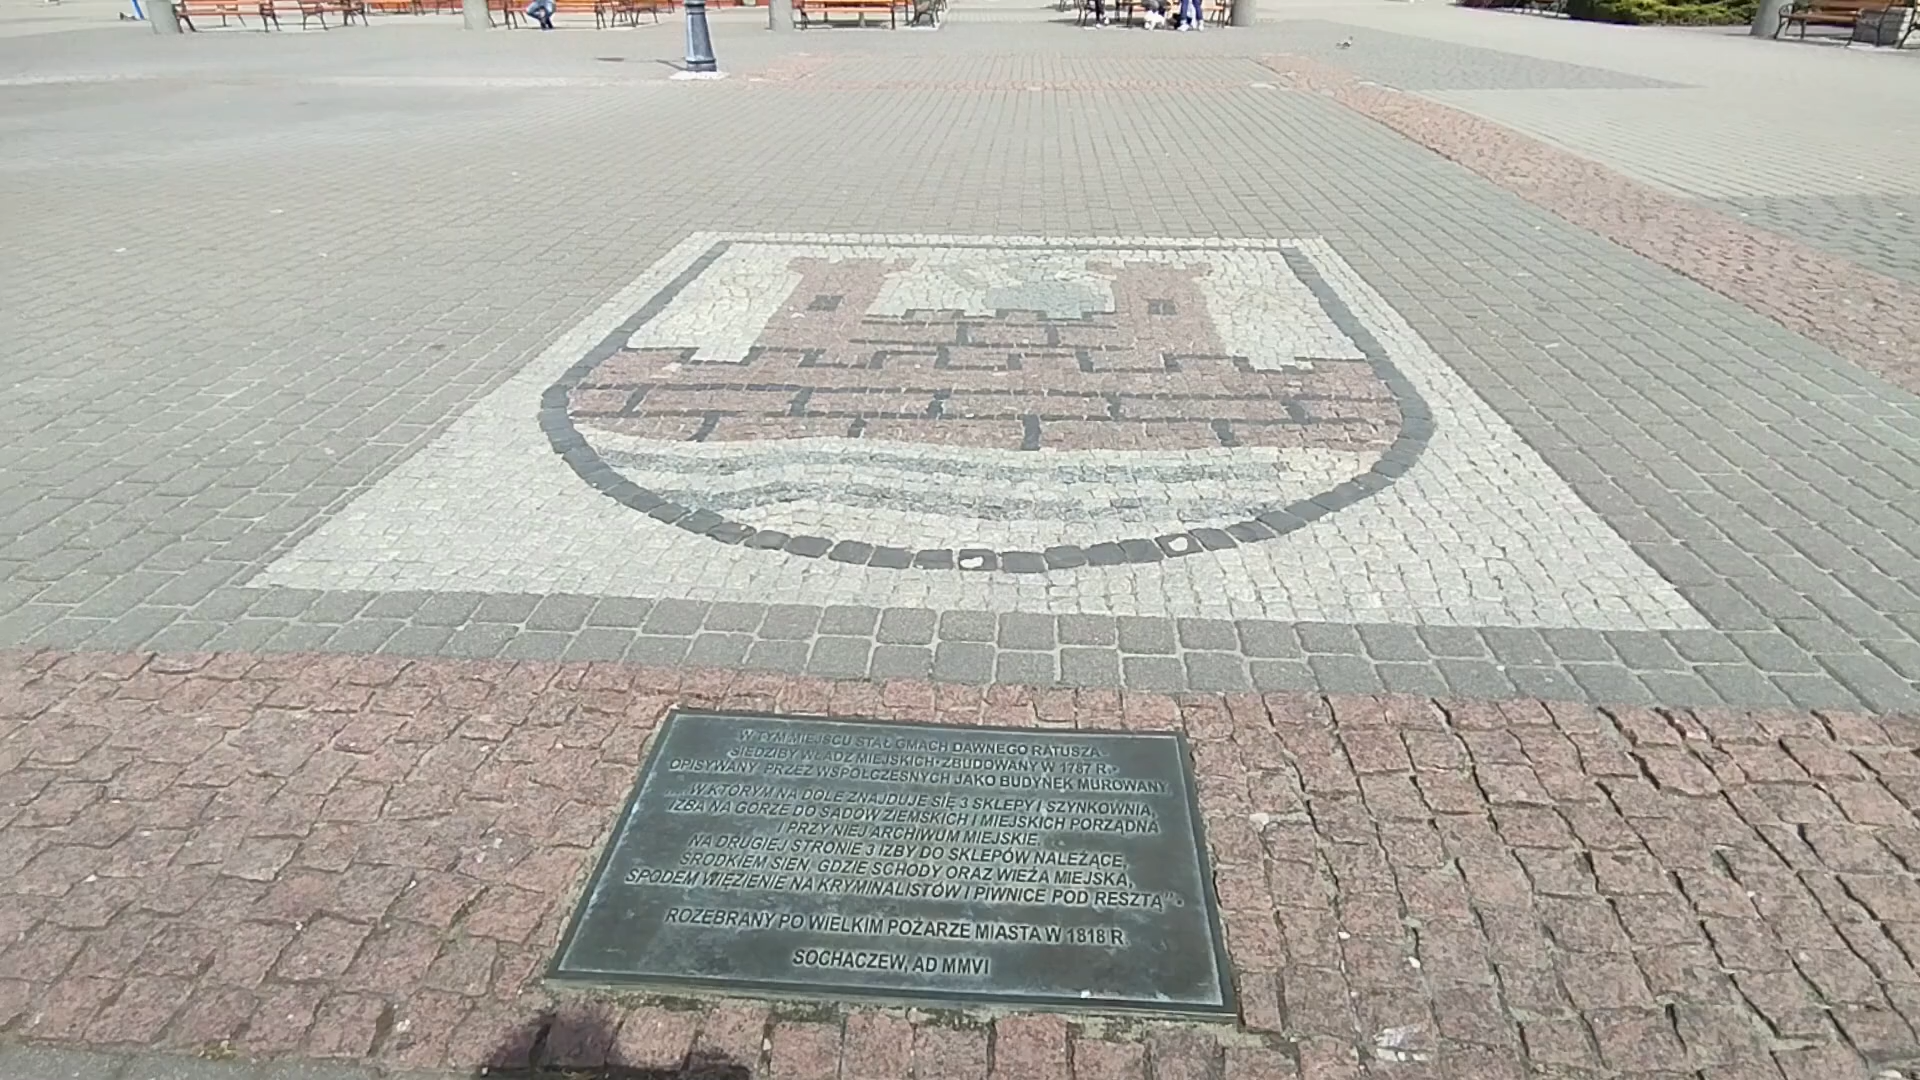 W TYM MIEJSCU STAŁ GMACH DAWNEGO RATUSZA -
SIEDZIBY WŁADZ MIEJSKICH • ZBUDOWANY W 1787 R. •
OPISYWANY PRZEZ WSPÓŁCZESNYCH JAKO BUDYNEK MUROWANY
"... W KTÓRYM NA DOLE ZNAJDUJE SIĘ 3 SKLEPY I SZYNKOWNIA,
IZBA NA GÓRZE DO SĄDÓW ZIEMSKICH I MIEJSKICH PORZĄDNA
I PRZY NIEJ ARCHIWUM MIEJSKIE.
NA DRUGIEJ STRONIE 3 IZBY DO SKLEPÓW NALEŻĄCE,
ŚRODKIEM SIEŃ, GDZIE SCHODY ORAZ WIEŻA MIEJSKA,
SPODEM WIĘZIENIE NA KRYMINALISTÓW I PIWNICE POD RESZTĄ" •
ROZEBRANY PO WIELKIM POŻARZE MIASTA W 1818 R.
SOCHACZEW, AD MMVI